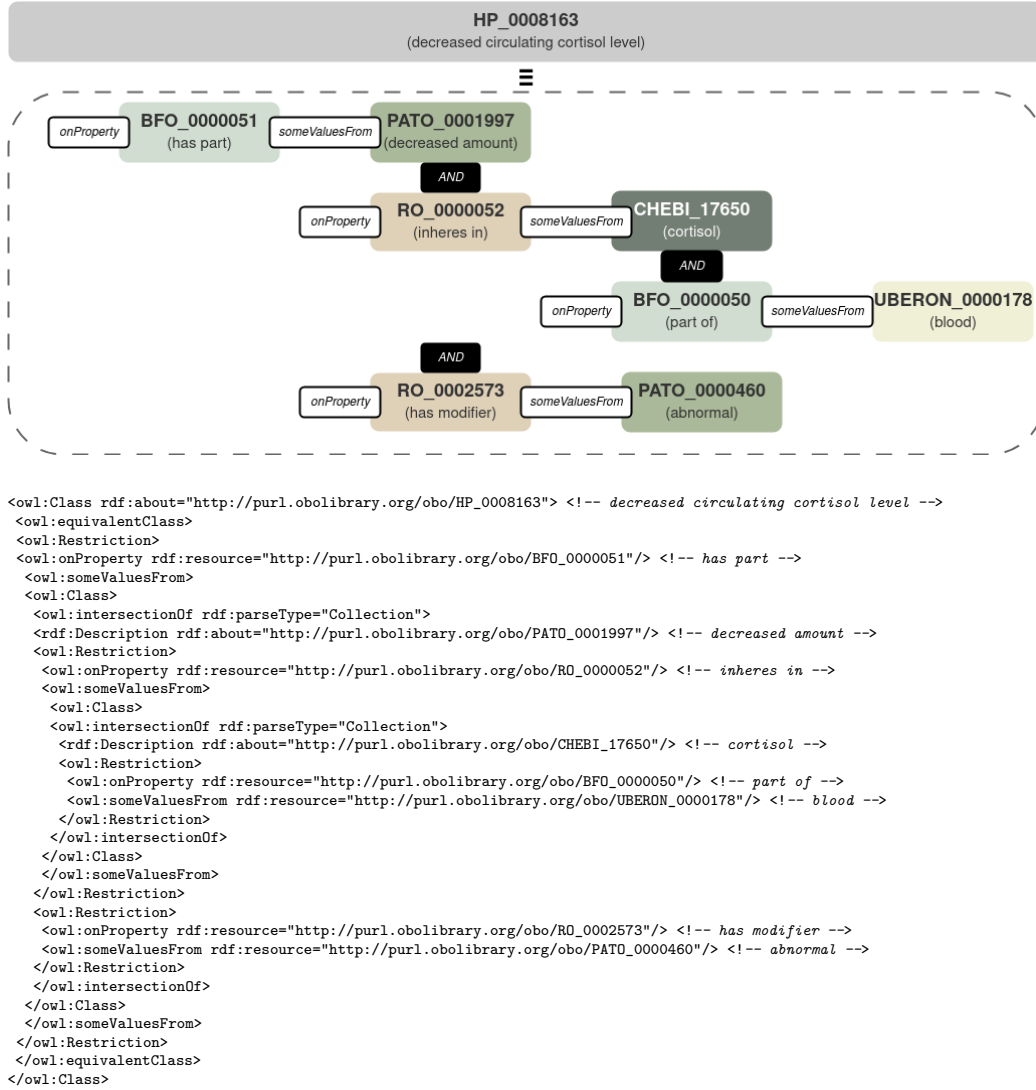 HP_0008163
(decreased circulating cortisol level)
≡
onProperty BFO_0000051 (has part) someValuesFrom PATO_0001997 (decreased amount)
AND
onProperty RO_0000052 (inheres in) someValuesFrom CHEBI_17650 (cortisol)
AND
onProperty BFO_0000050 (part of) someValuesFrom UBERON_0000178 (blood)
AND
onProperty RO_0002573 (has modifier) someValuesFrom PATO_0000460 (abnormal)
<owl:Class rdf:about="http://purl.obolibrary.org/obo/HP_0008163"> <!-- decreased circulating cortisol level -->
<owl:equivalentClass>
<owl:Restriction>
<owl:onProperty rdf:resource="http://purl.obolibrary.org/obo/BFO_0000051"/> <!-- has part -->
<owl:someValuesFrom>
<owl:Class>
<owl:intersectionOf rdf:parseType="Collection">
<rdf:Description rdf:about="http://purl.obolibrary.org/obo/PATO_0001997"/> <!-- decreased amount -->
<owl:Restriction>
<owl:onProperty rdf:resource="http://purl.obolibrary.org/obo/RO_0000052"/> <!-- inheres in -->
<owl:someValuesFrom>
<owl:Class>
<owl:intersectionOf rdf:parseType="Collection">
<rdf:Description rdf:about="http://purl.obolibrary.org/obo/CHEBI_17650"/> <!-- cortisol -->
<owl:Restriction>
<owl:onProperty rdf:resource="http://purl.obolibrary.org/obo/BFO_0000050"/> <!-- part of -->
<owl:someValuesFrom rdf:resource="http://purl.obolibrary.org/obo/UBERON_0000178"/> <!-- blood -->
</owl:Restriction>
</owl:intersectionOf>
</owl:Class>
</owl:someValuesFrom>
</owl:Restriction>
<owl:Restriction>
<owl:onProperty rdf:resource="http://purl.obolibrary.org/obo/RO_0002573"/> <!-- has modifier -->
<owl:someValuesFrom rdf:resource="http://purl.obolibrary.org/obo/PATO_0000460"/> <!-- abnormal -->
</owl:Restriction>
</owl:intersectionOf>
</owl:Class>
</owl:someValuesFrom>
</owl:Restriction>
</owl:equivalentClass>
</owl:Class>